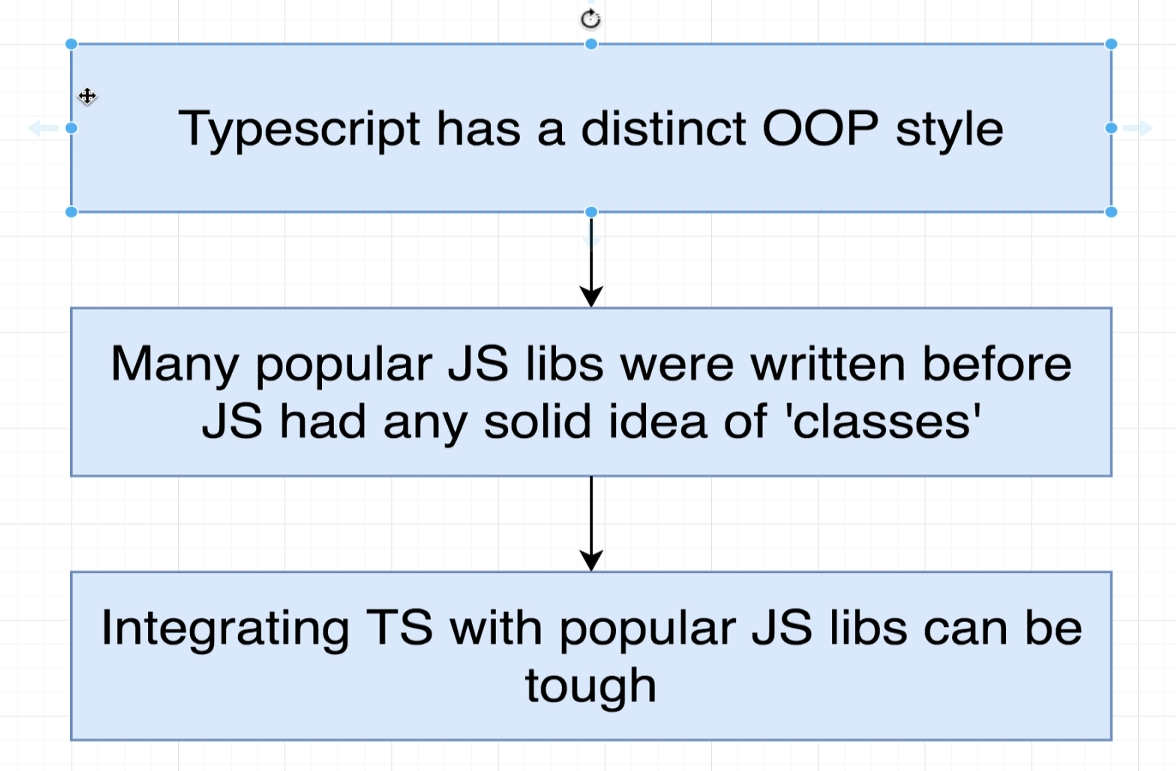 Typescript has a distinct OOP style
Many popular JS libs were written before
JS had any solid idea of 'classes'
Integrating TS with popular JS libs can be
tough